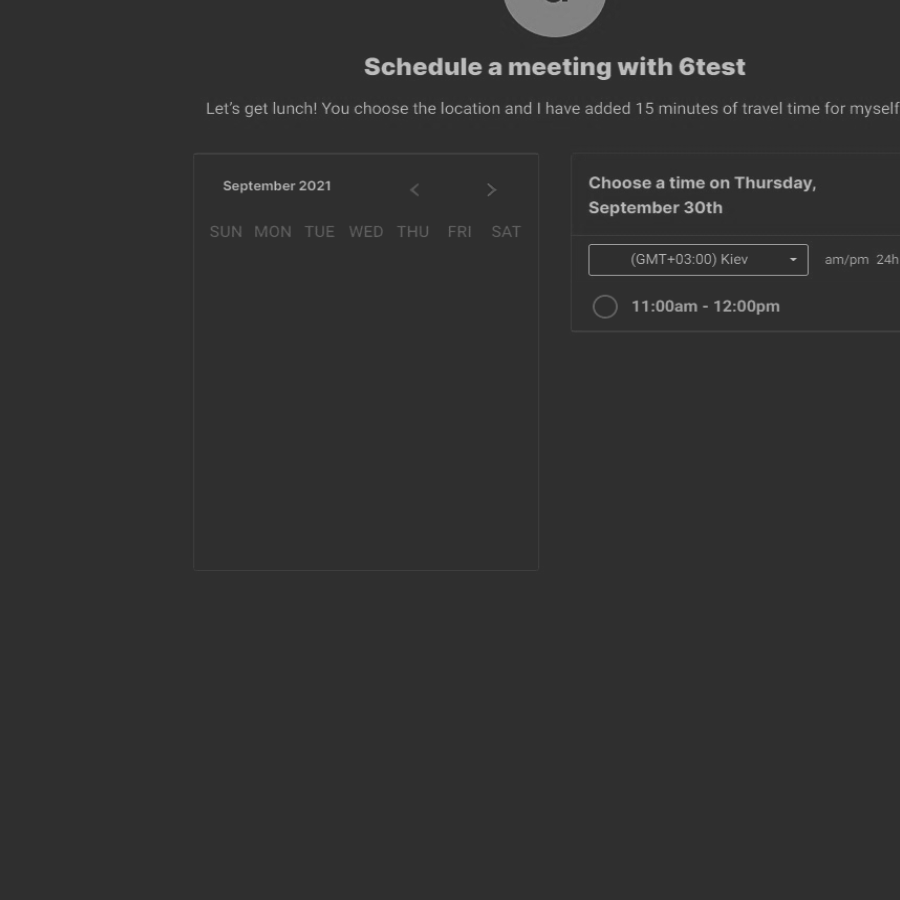 Schedule a meeting with 6test
Let's get lunch! You choose the location and I have added 15 minutes of travel time for myself
September 2021
SUN MON TUE WED THU FRI SAT
Choose a time on Thursday,
September 30th
(GMT+03:00) Kiev
am/pm 24h
11:00am - 12:00pm